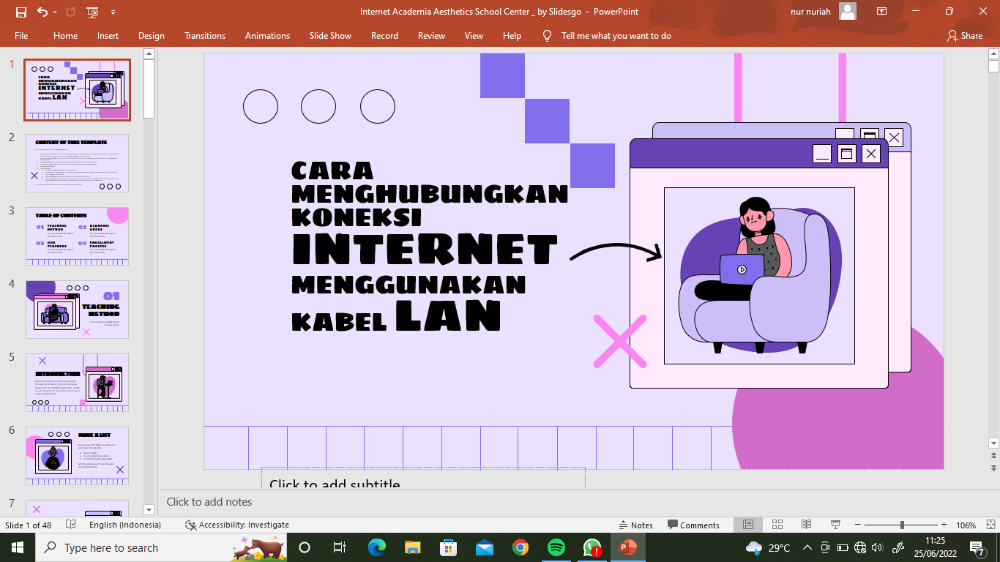 Internet Academia Aesthetics School Center _ by Slidesgo - PowerPoint
nur nuriah
File Home Insert Design Transitions Animations Slide Show Record Review View Help Tell me what you want to do Share
1
CARA
MENGHUBUNGKAN
KONEKSI
INTERNET
MENGGUNAKAN
KABEL LAN
2
CONTENT OF THIS TEMPLATE
3
TABLE OF CONTENTS
01 TEACHING METHOD
02 ACADEMIC AREAS
03 OUR TEACHERS
04 ENROLLMENT PROCESS
4
01
TEACHING
METHOD
5
INTRODUCTION
6
MAKE A LIST
7
CARA
MENGHUBUNGKAN
KONEKSI
INTERNET
MENGGUNAKAN
KABEL LAN
Click to add subtitle
Click to add notes
Slide 1 of 48 English (Indonesia) Accessibility: Investigate Notes Comments 106%
Type here to search
29°C
11:25
25/06/2022
7